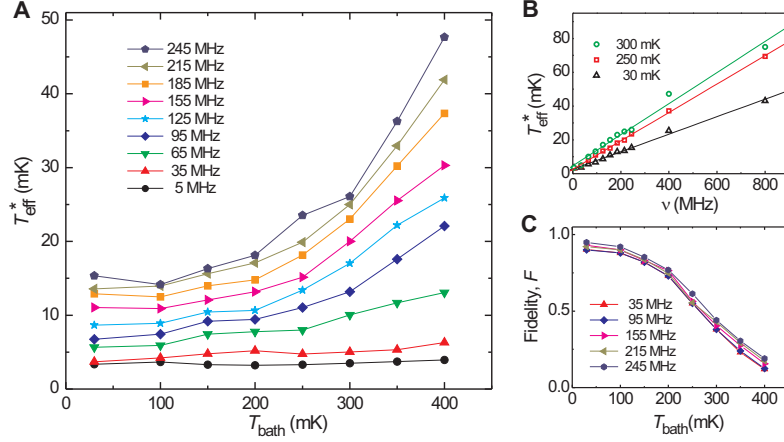 A
50
40
30
20
10
0
T*eff (mK)
245 MHz
215 MHz
185 MHz
155 MHz
125 MHz
95 MHz
65 MHz
35 MHz
5 MHz
0 100 200 300 400
Tbath (mK)
B
80
60
40
20
0
T*eff (mK)
300 mK
250 mK
30 mK
0 200 400 600 800
ν (MHz)
C
1.0
0.5
0.0
Fidelity, F
35 MHz
95 MHz
155 MHz
215 MHz
245 MHz
0 100 200 300 400
Tbath (mK)